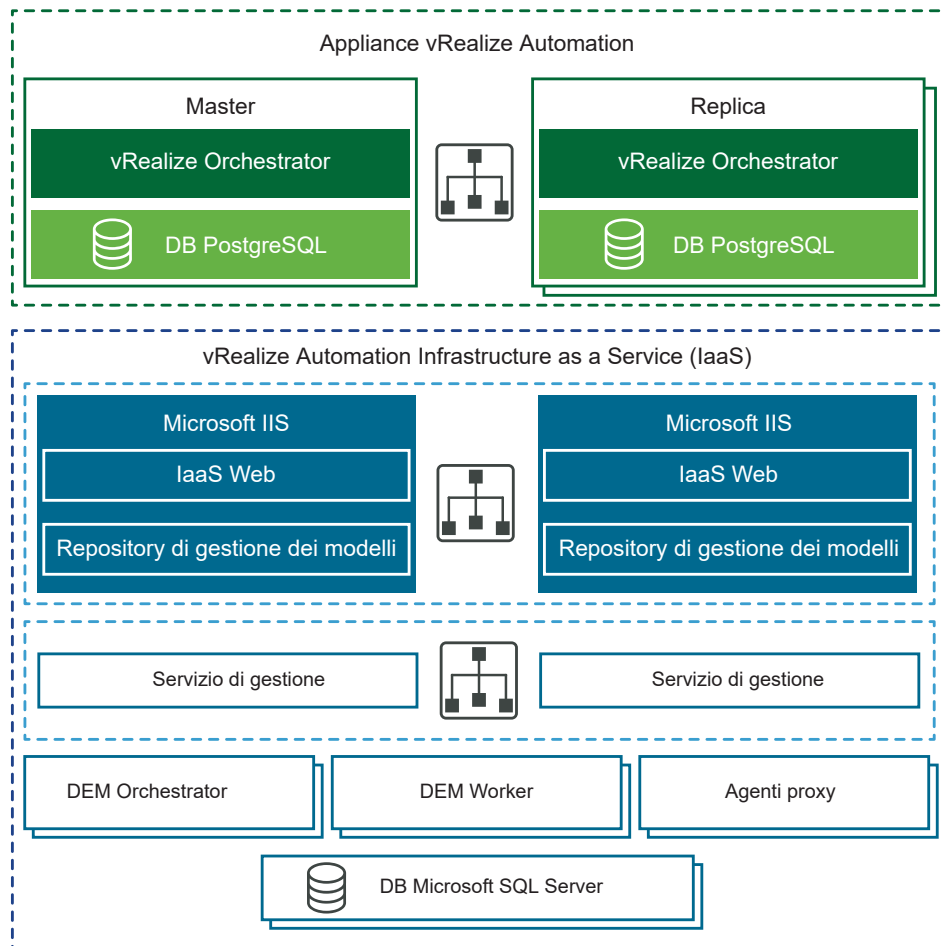 Appliance vRealize Automation
Master
vRealize Orchestrator
DB PostgreSQL
Replica
vRealize Orchestrator
DB PostgreSQL
vRealize Automation Infrastructure as a Service (IaaS)
Microsoft IIS
IaaS Web
Repository di gestione dei modelli
Microsoft IIS
IaaS Web
Repository di gestione dei modelli
Servizio di gestione
Servizio di gestione
DEM Orchestrator
DEM Worker
Agenti proxy
DB Microsoft SQL Server